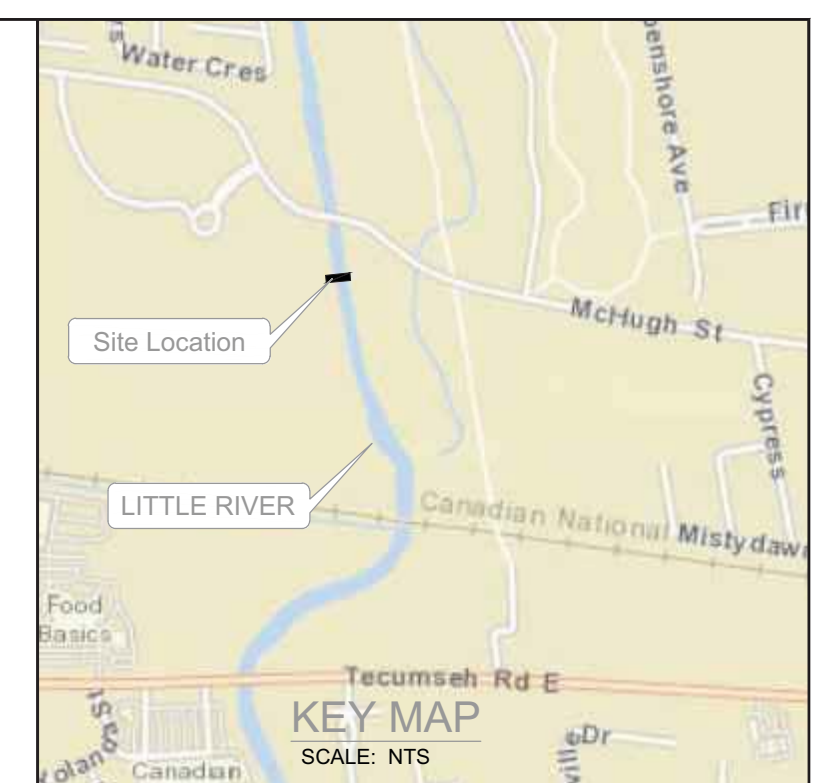 Water Cres
McHugh St
Cypress
Site Location
LITTLE RIVER
Canadian National
Food
Basics
Tecumseh Rd E
KEY MAP
SCALE: NTS
Dr
Canadian